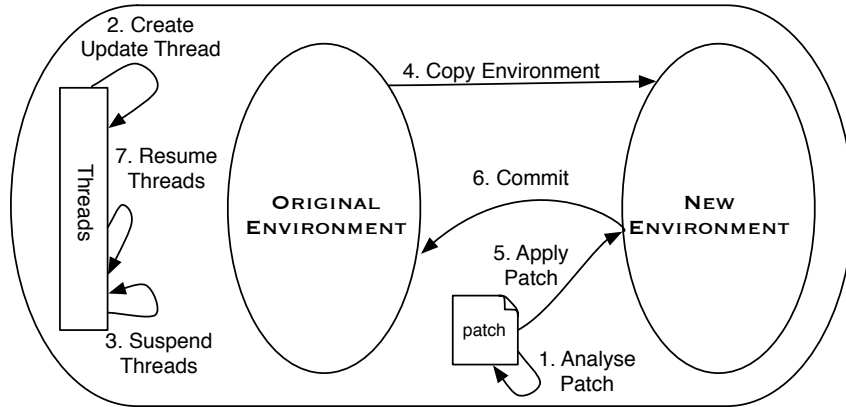 2. Create
Update Thread
4. Copy Environment
7. Resume
Threads
Threads
6. Commit
ORIGINAL
ENVIRONMENT
NEW
ENVIRONMENT
5. Apply
Patch
patch
3. Suspend
Threads
1. Analyse
Patch